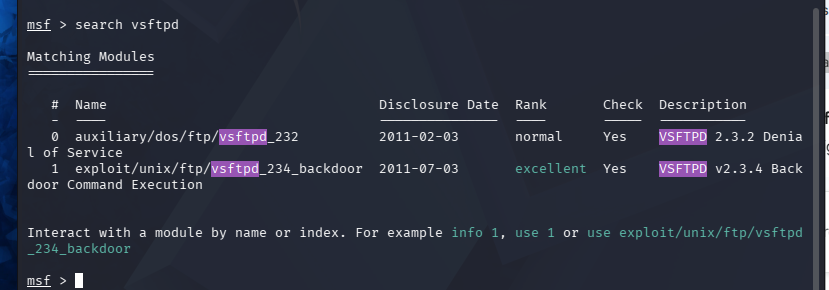 msf > search vsftpd
Matching Modules
================
   #  Name                                  Disclosure Date  Rank       Check  Description
   -  ----                                  ---------------  ----       -----  -----------
   0  auxiliary/dos/ftp/vsftpd_232          2011-02-03       normal     Yes    VSFTPD 2.3.2 Denia
l of Service
   1  exploit/unix/ftp/vsftpd_234_backdoor  2011-07-03       excellent  Yes    VSFTPD v2.3.4 Back
door Command Execution
Interact with a module by name or index. For example info 1, use 1 or use exploit/unix/ftp/vsftpd
_234_backdoor
msf >